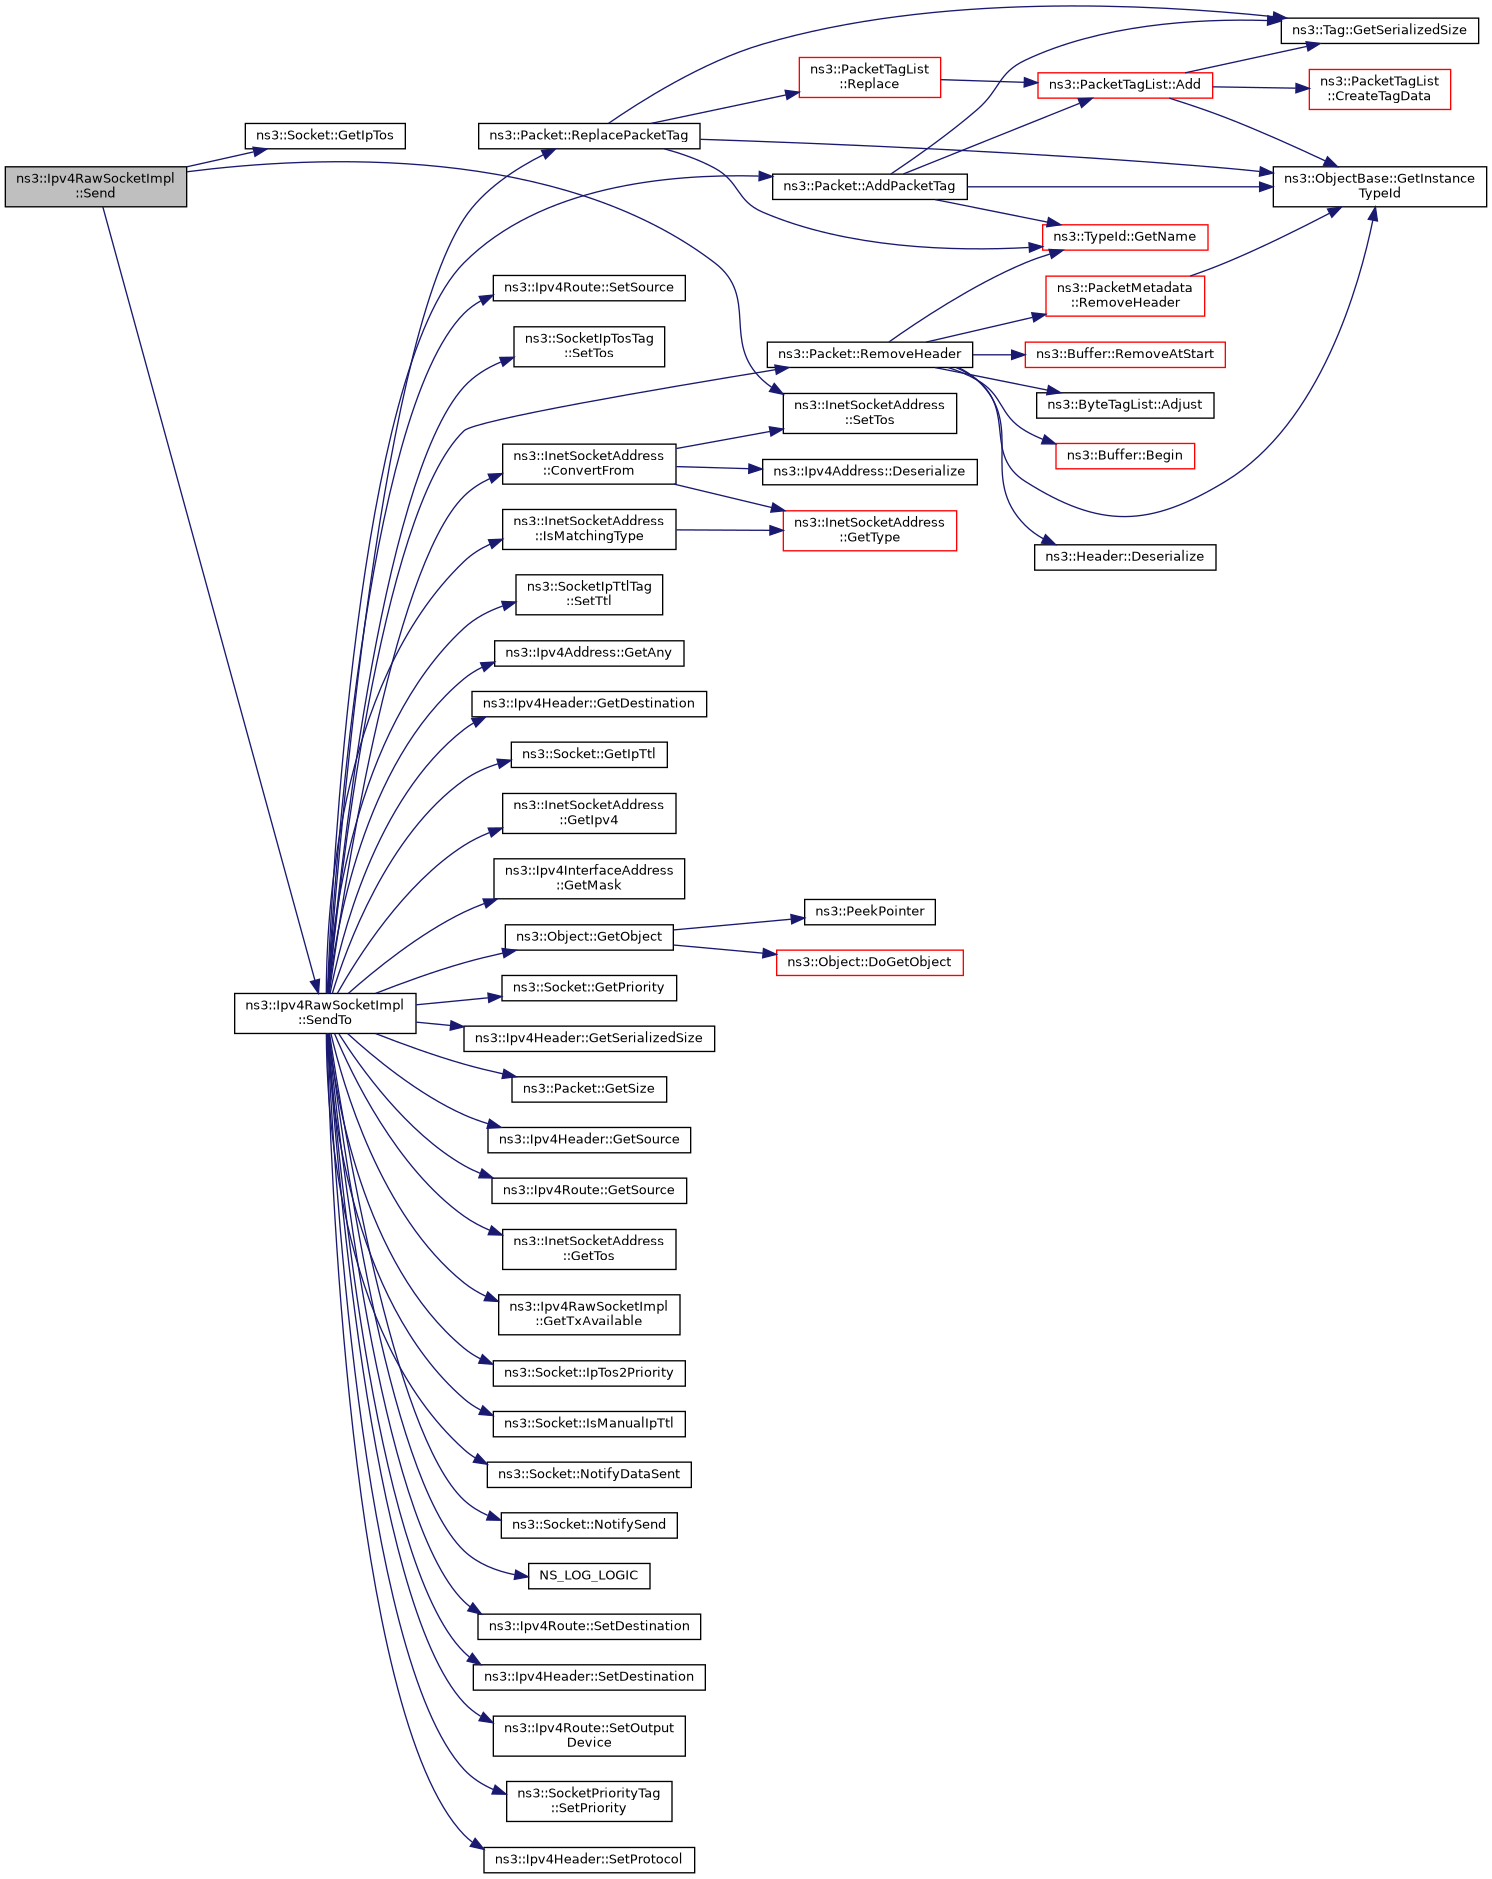 ns3::Ipv4RawSocketImpl
::Send
ns3::Socket::GetIpTos
ns3::Ipv4RawSocketImpl
::SendTo
ns3::Packet::ReplacePacketTag
ns3::Ipv4Route::SetSource
ns3::SocketIpTosTag
::SetTos
ns3::InetSocketAddress
::ConvertFrom
ns3::InetSocketAddress
::IsMatchingType
ns3::SocketIpTtlTag
::SetTtl
ns3::Ipv4Address::GetAny
ns3::Ipv4Header::GetDestination
ns3::Socket::GetIpTtl
ns3::InetSocketAddress
::GetIpv4
ns3::Ipv4InterfaceAddress
::GetMask
ns3::Object::GetObject
ns3::Socket::GetPriority
ns3::Ipv4Header::GetSerializedSize
ns3::Packet::GetSize
ns3::Ipv4Header::GetSource
ns3::Ipv4Route::GetSource
ns3::InetSocketAddress
::GetTos
ns3::Ipv4RawSocketImpl
::GetTxAvailable
ns3::Socket::IpTos2Priority
ns3::Socket::IsManualIpTtl
ns3::Socket::NotifyDataSent
ns3::Socket::NotifySend
NS_LOG_LOGIC
ns3::Ipv4Route::SetDestination
ns3::Ipv4Header::SetDestination
ns3::Ipv4Route::SetOutput
Device
ns3::SocketPriorityTag
::SetPriority
ns3::Ipv4Header::SetProtocol
ns3::PacketTagList
::Replace
ns3::Packet::AddPacketTag
ns3::Packet::RemoveHeader
ns3::InetSocketAddress
::SetTos
ns3::Ipv4Address::Deserialize
ns3::InetSocketAddress
::GetType
ns3::PeekPointer
ns3::Object::DoGetObject
ns3::PacketTagList::Add
ns3::TypeId::GetName
ns3::PacketMetadata
::RemoveHeader
ns3::Buffer::RemoveAtStart
ns3::ByteTagList::Adjust
ns3::Buffer::Begin
ns3::Header::Deserialize
ns3::Tag::GetSerializedSize
ns3::PacketTagList
::CreateTagData
ns3::ObjectBase::GetInstance
TypeId